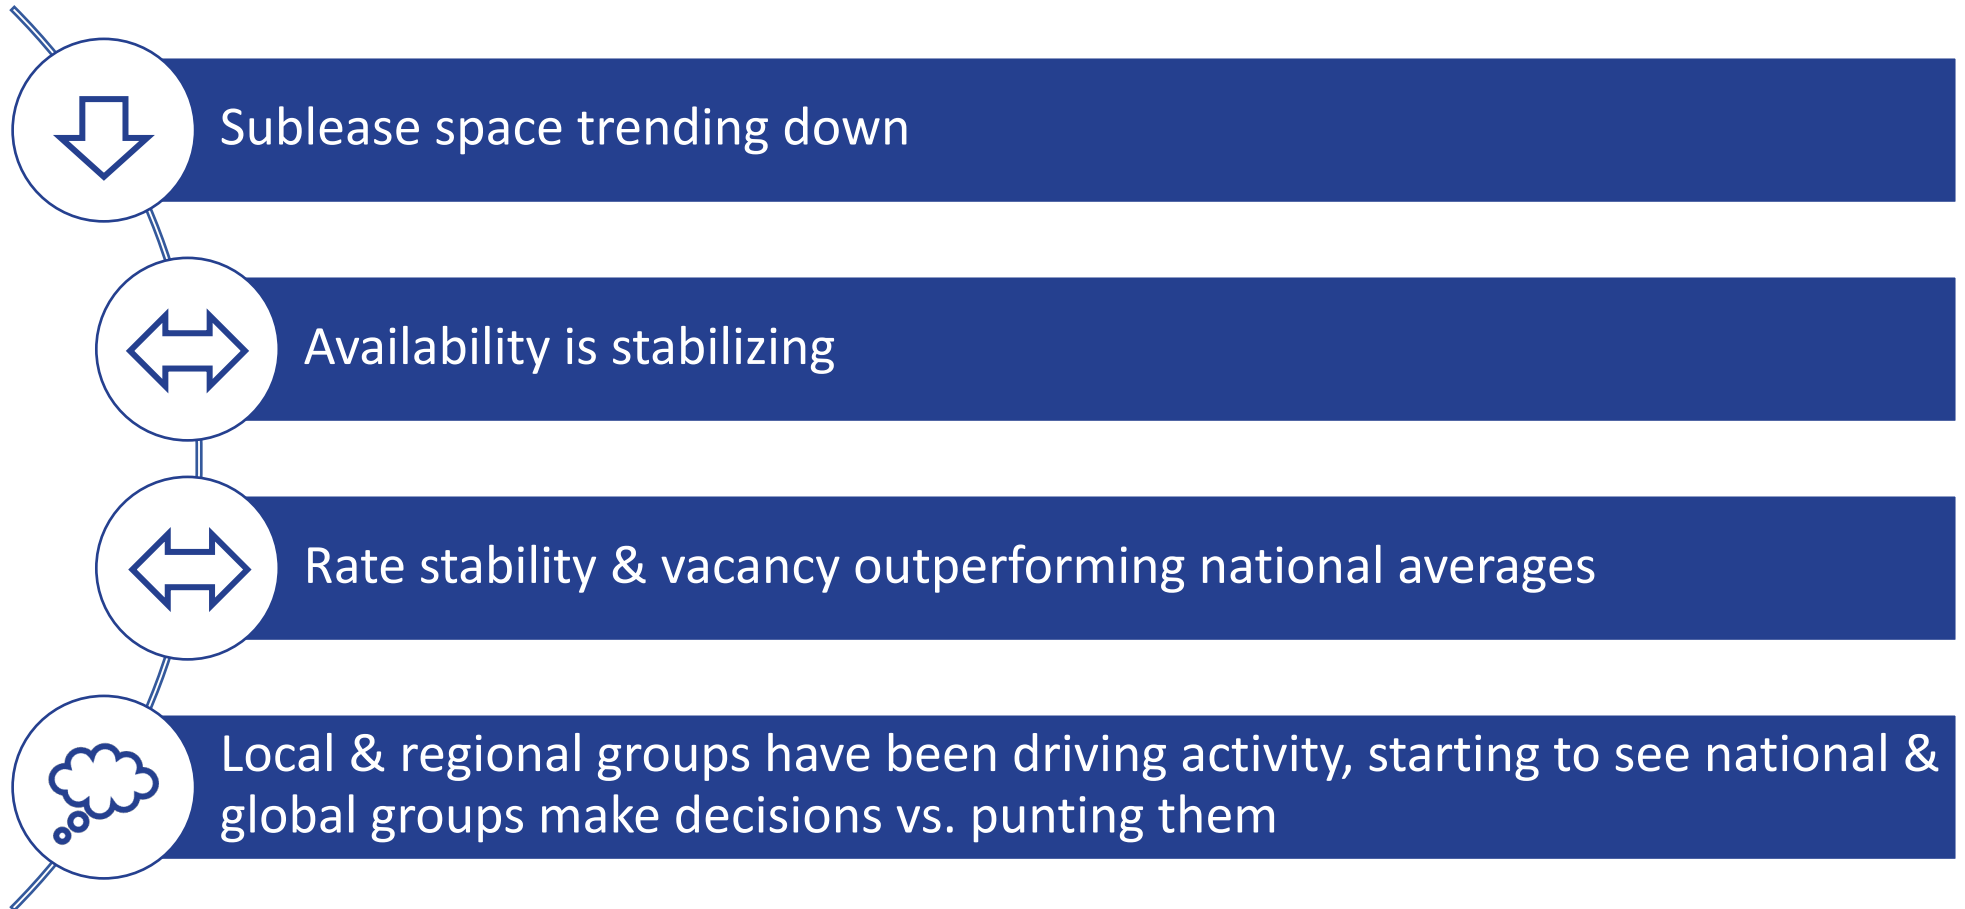 Sublease space trending down
Availability is stabilizing
Rate stability & vacancy outperforming national averages
Local & regional groups have been driving activity, starting to see national &
global groups make decisions vs. punting them